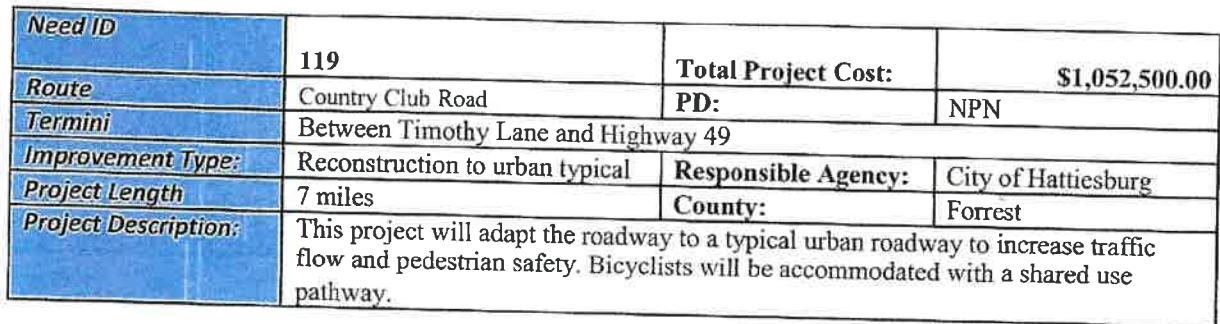 Need ID
119 Total Project Cost: $1,052,500.00
Route Country Club Road PD: NPN
Termini Between Timothy Lane and Highway 49
Improvement Type: Reconstruction to urban typical Responsible Agency: City of Hattiesburg
Project Length 7 miles County: Forrest
Project Description: This project will adapt the roadway to a typical urban roadway to increase traffic
flow and pedestrian safety. Bicyclists will be accommodated with a shared use
pathway.